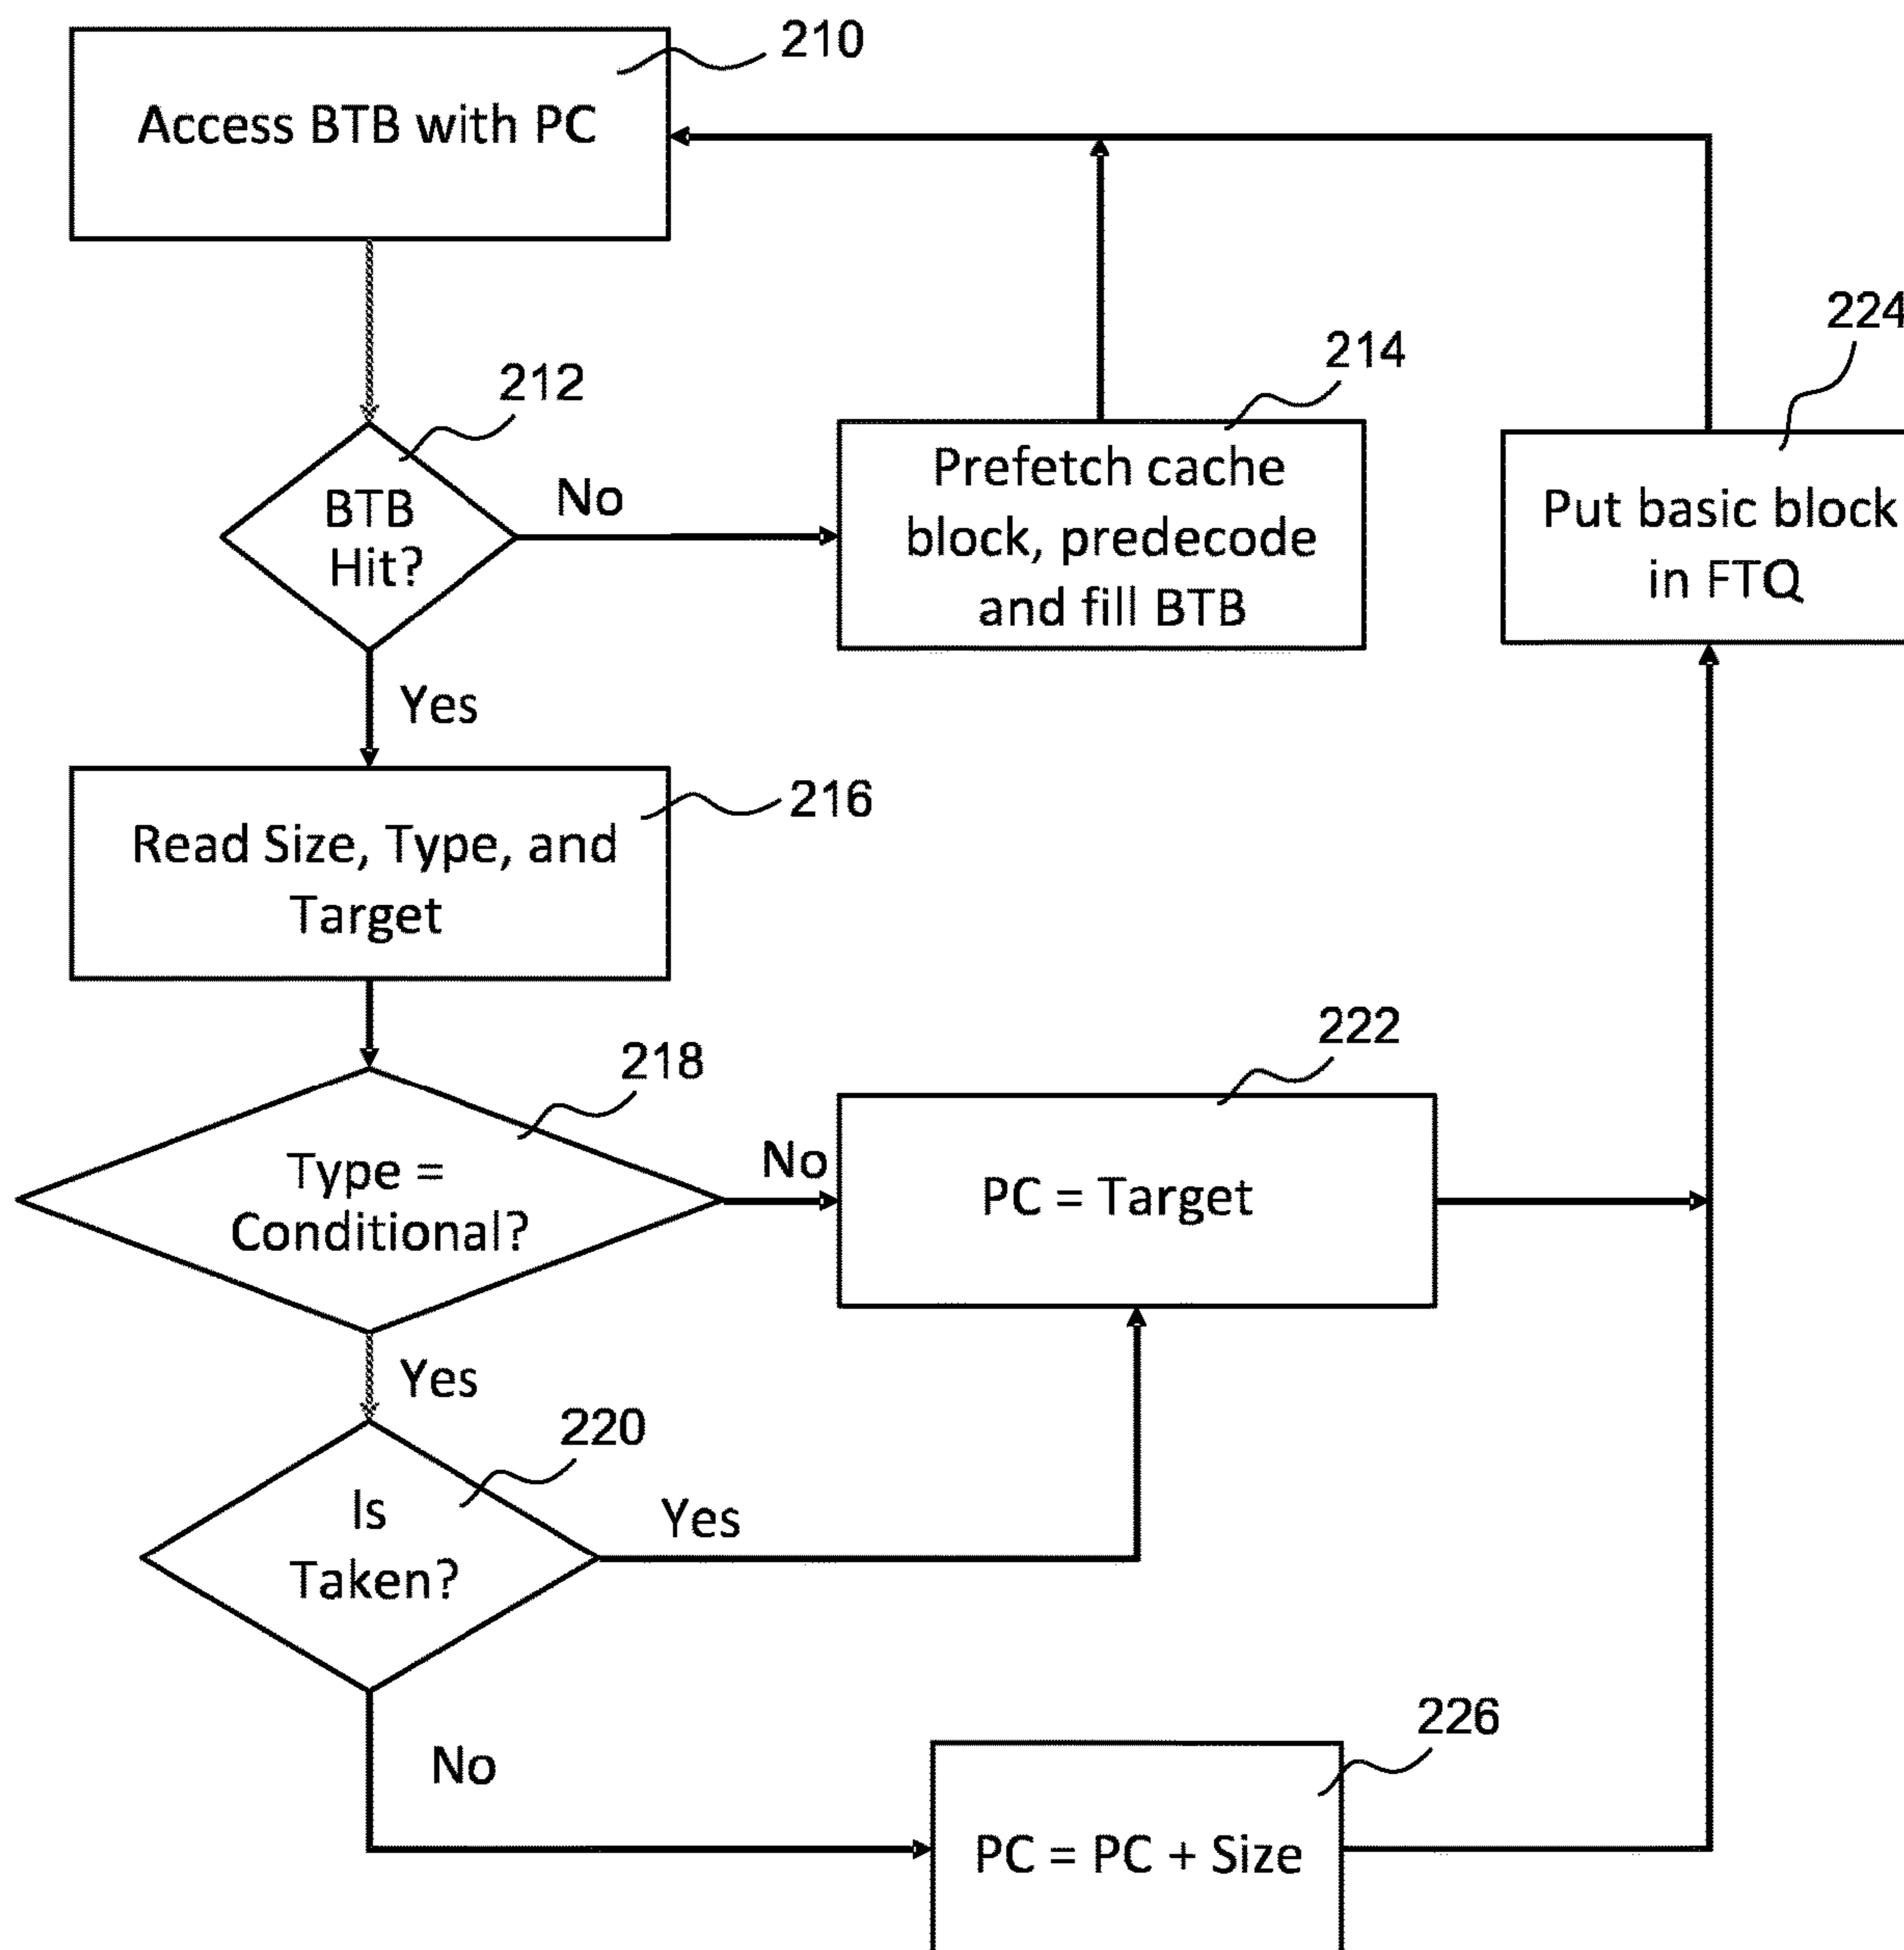 210
Access BTB with PC
224
214
212
BTB
Hit?
No
Prefetch cache
block, predecode
and fill BTB
Put basic block
in FTQ
Yes
216
Read Size, Type, and
Target
222
218
Type =
Conditional?
No
PC = Target
Yes
220
Is
Taken?
Yes
226
No
PC = PC + Size